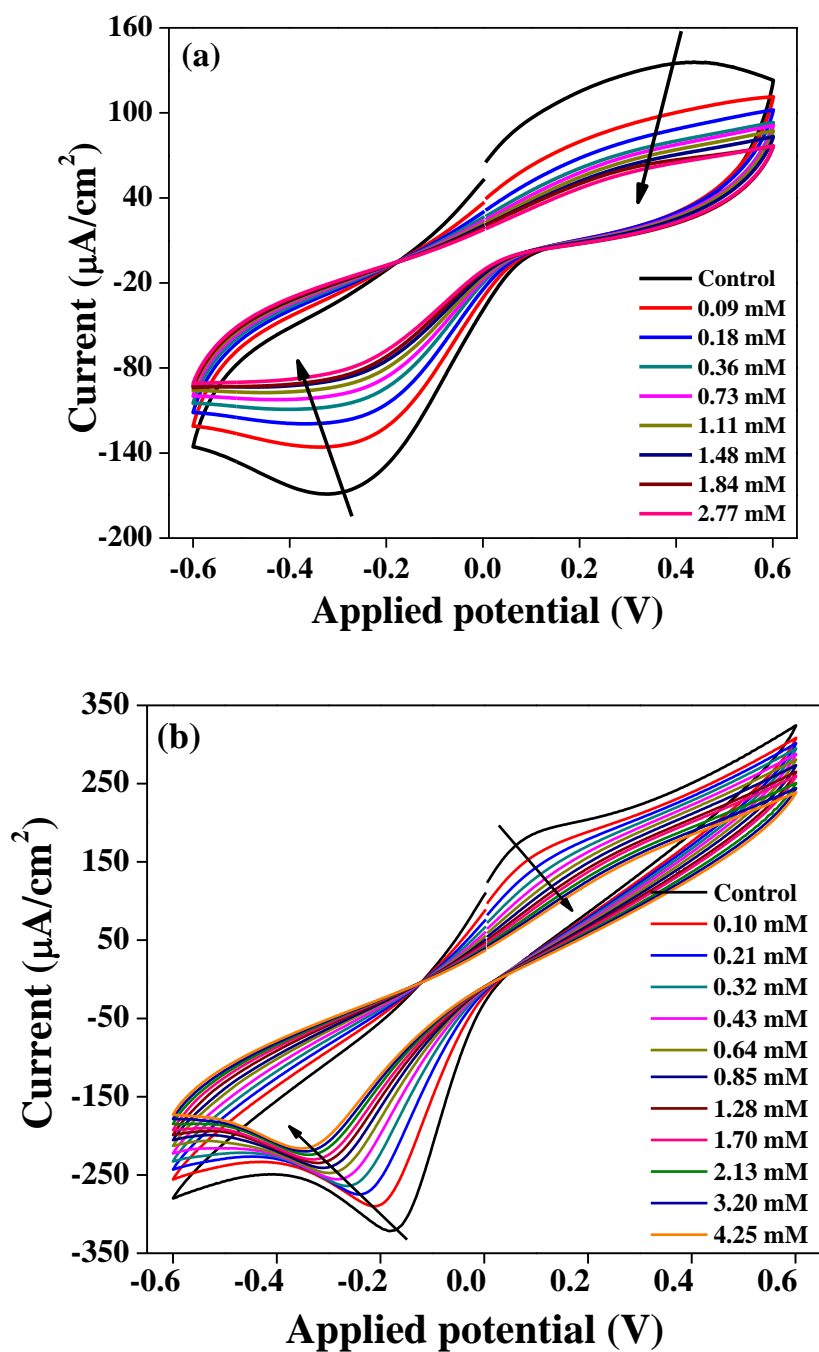 (a)
160
100
40
-20
-80
-140
-200
Current (μA/cm²)
Control
0.09 mM
0.18 mM
0.36 mM
0.73 mM
1.11 mM
1.48 mM
1.84 mM
2.77 mM
-0.6 -0.4 -0.2 0.0 0.2 0.4 0.6
Applied potential (V)
(b)
350
250
150
50
-50
-150
-250
-350
Current (μA/cm²)
Control
0.10 mM
0.21 mM
0.32 mM
0.43 mM
0.64 mM
0.85 mM
1.28 mM
1.70 mM
2.13 mM
3.20 mM
4.25 mM
-0.6 -0.4 -0.2 0.0 0.2 0.4 0.6
Applied potential (V)